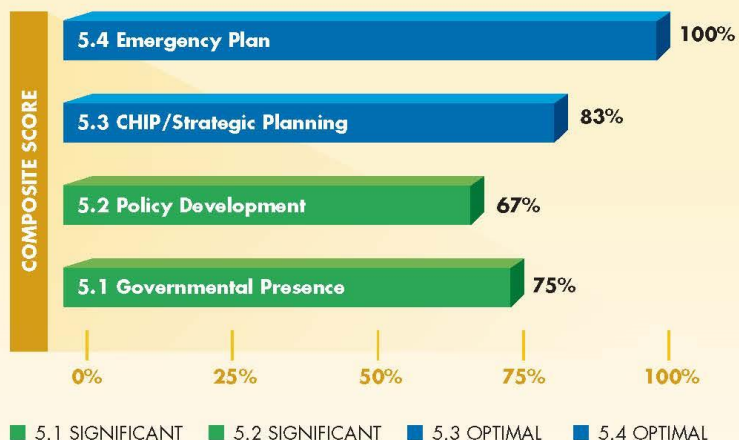 COMPOSITE SCORE
5.4 Emergency Plan
100%
5.3 CHIP/Strategic Planning
83%
5.2 Policy Development
67%
5.1 Governmental Presence
75%
0% 25% 50% 75% 100%
5.1 SIGNIFICANT 5.2 SIGNIFICANT 5.3 OPTIMAL 5.4 OPTIMAL